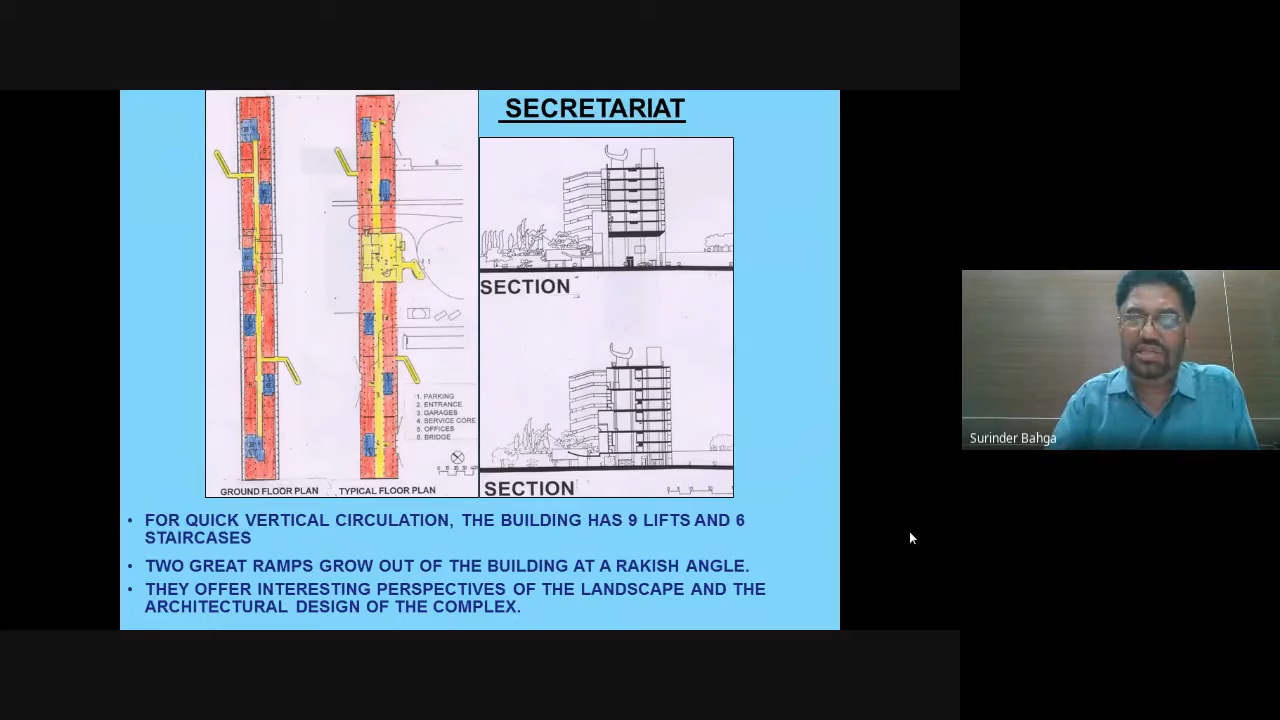 SECRETARIAT
6
1
2
SECTION
1. PARKING
2. ENTRANCE
3. GARAGES
4. SERVICE CORE
5. OFFICES
6. BRIDGE
GROUND FLOOR PLAN
TYPICAL FLOOR PLAN
SECTION
• FOR QUICK VERTICAL CIRCULATION, THE BUILDING HAS 9 LIFTS AND 6
STAIRCASES
• TWO GREAT RAMPS GROW OUT OF THE BUILDING AT A RAKISH ANGLE.
• THEY OFFER INTERESTING PERSPECTIVES OF THE LANDSCAPE AND THE
ARCHITECTURAL DESIGN OF THE COMPLEX.
Surinder Bahga